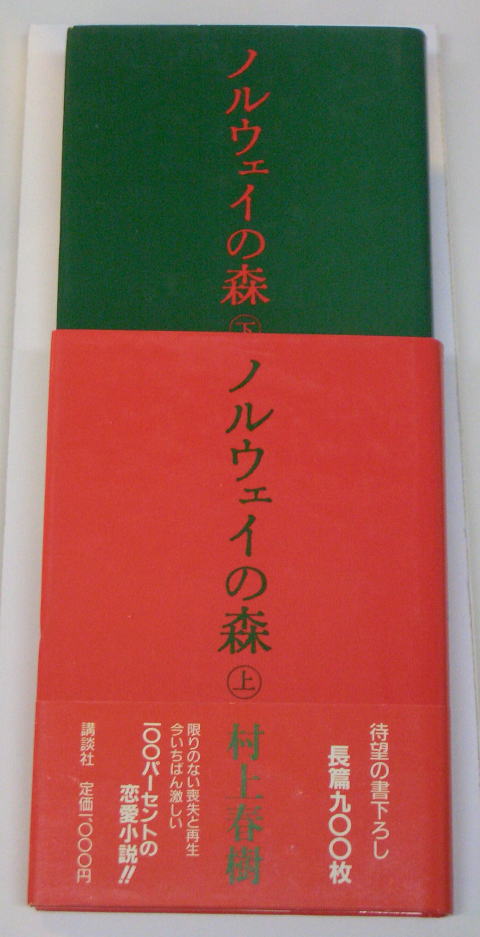 ノルウェイの森 下
ノルウェイの森 上
村上春樹
待望の書下ろし
長篇九〇〇枚
限りのない喪失と再生
今いちばん激しい
一〇〇パーセントの
恋愛小説!!
講談社 定価一、〇〇〇円